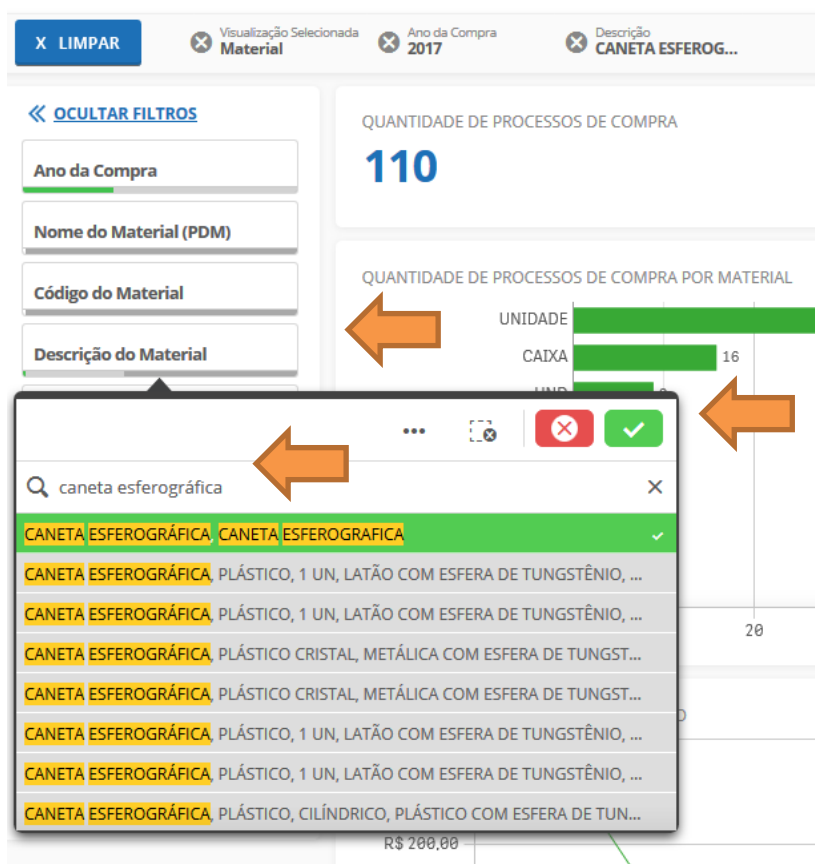 X LIMPAR
Visualização Selecionada
Material
Ano da Compra
2017
Descrição
CANETA ESFEROG...
OCULTAR FILTROS
Ano da Compra
Nome do Material (PDM)
Código do Material
Descrição do Material
QUANTIDADE DE PROCESSOS DE COMPRA
110
QUANTIDADE DE PROCESSOS DE COMPRA POR MATERIAL
UNIDADE
CAIXA
16
20
caneta esferográfica
CANETA ESFEROGRÁFICA, CANETA ESFEROGRAFICA
CANETA ESFEROGRÁFICA, PLÁSTICO, 1 UN, LATÃO COM ESFERA DE TUNGSTÊNIO, ...
CANETA ESFEROGRÁFICA, PLÁSTICO, 1 UN, LATÃO COM ESFERA DE TUNGSTÊNIO, ...
CANETA ESFEROGRÁFICA, PLÁSTICO CRISTAL, METÁLICA COM ESFERA DE TUNGST...
CANETA ESFEROGRÁFICA, PLÁSTICO CRISTAL, METÁLICA COM ESFERA DE TUNGST...
CANETA ESFEROGRÁFICA, PLÁSTICO, 1 UN, LATÃO COM ESFERA DE TUNGSTÊNIO, ...
CANETA ESFEROGRÁFICA, PLÁSTICO, 1 UN, LATÃO COM ESFERA DE TUNGSTÊNIO, ...
CANETA ESFEROGRÁFICA, PLÁSTICO, CILÍNDRICO, PLÁSTICO COM ESFERA DE TUN...
R$ 200,00